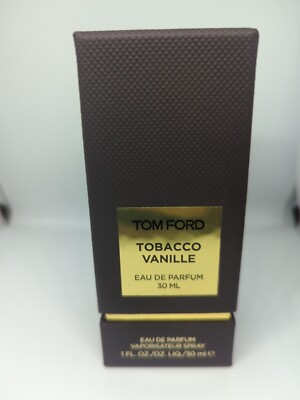 TOM FORD
TOBACCO
VANILLE
EAU DE PARFUM
30 ML
EAU DE PARFUM
VAPORISATEUR SPRAY
1 FL. OZ./OZ. LIQ./30 ml e